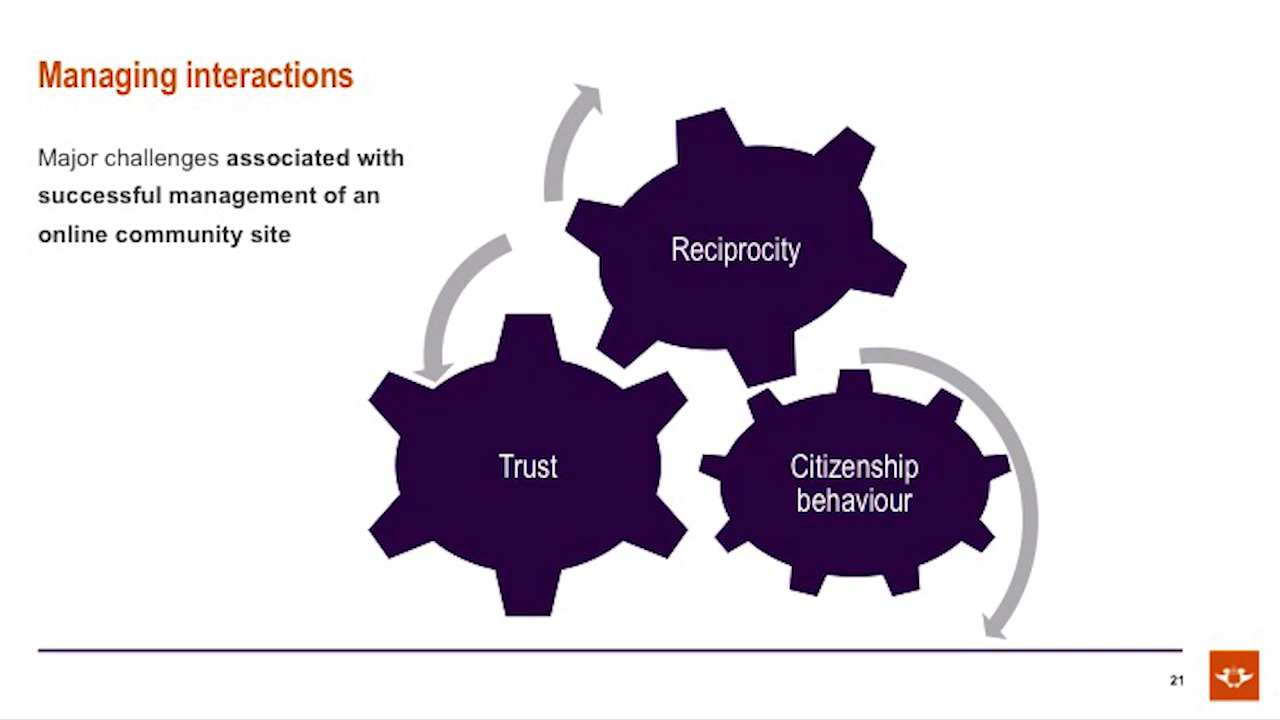 Managing interactions
Major challenges associated with
successful management of an
online community site
Reciprocity
Trust
Citizenship
behaviour
21